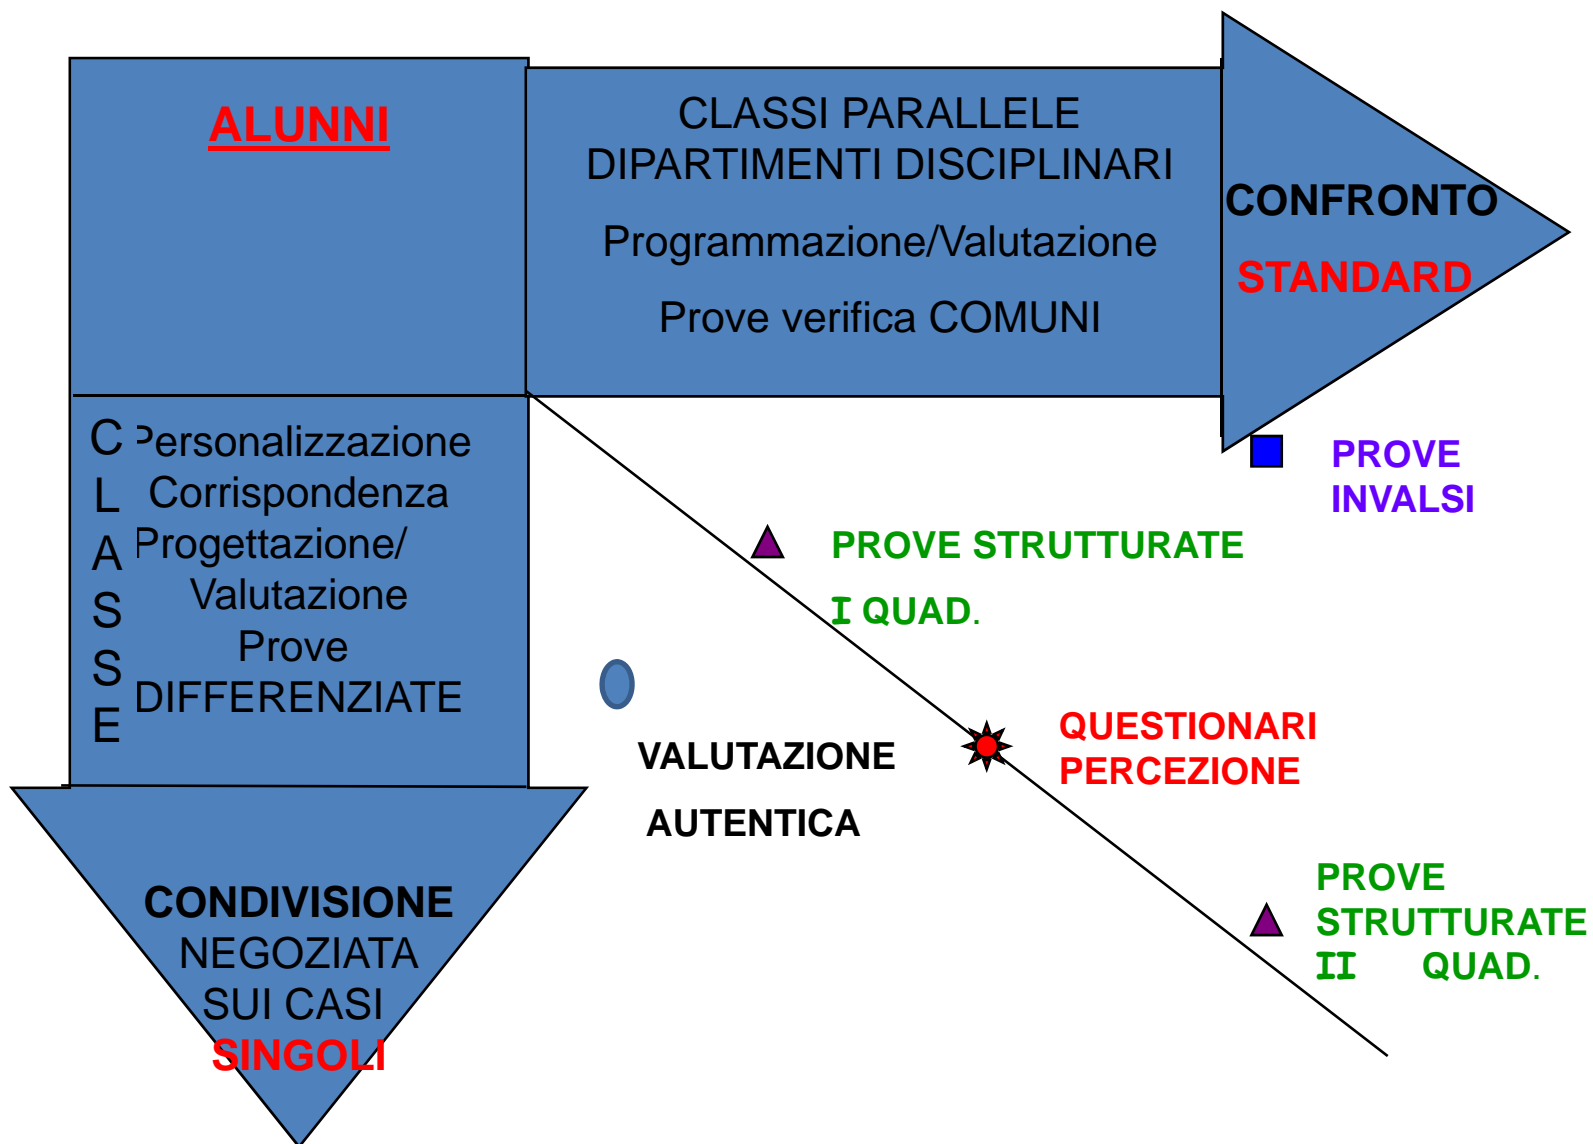 ALUNNI
CLASSI PARALLELE
DIPARTIMENTI DISCIPLINARI
Programmazione/Valutazione
Prove verifica COMUNI
CONFRONTO
STANDARD
CLASSE
Personalizzazione
Corrispondenza
Progettazione/
Valutazione
Prove
DIFFERENZIATE
CONDIVISIONE
NEGOZIATA
SUI CASI
SINGOLI
PROVE
INVALSI
PROVE STRUTTURATE
I QUAD.
VALUTAZIONE
AUTENTICA
QUESTIONARI
PERCEZIONE
PROVE
STRUTTURATE
II QUAD.